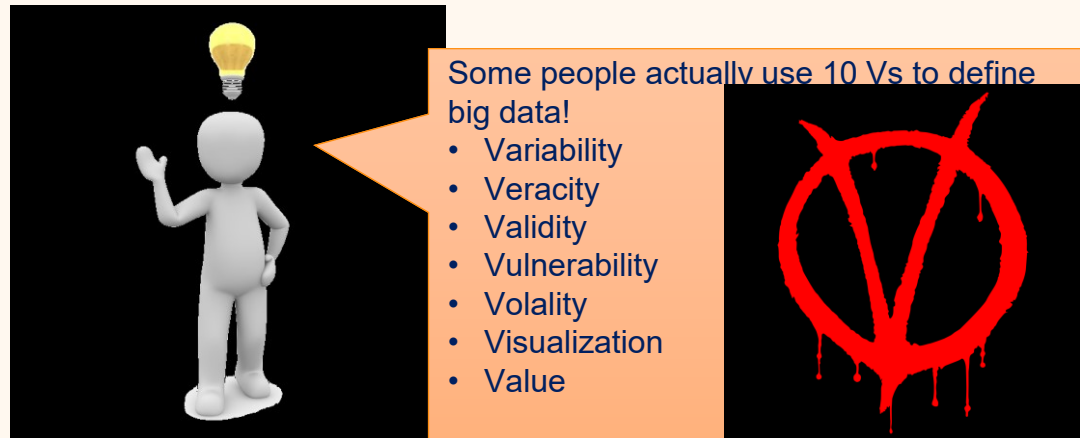 Some people actually use 10 Vs to define
big data!
• Variability
• Veracity
• Validity
• Vulnerability
• Volality
• Visualization
• Value
V